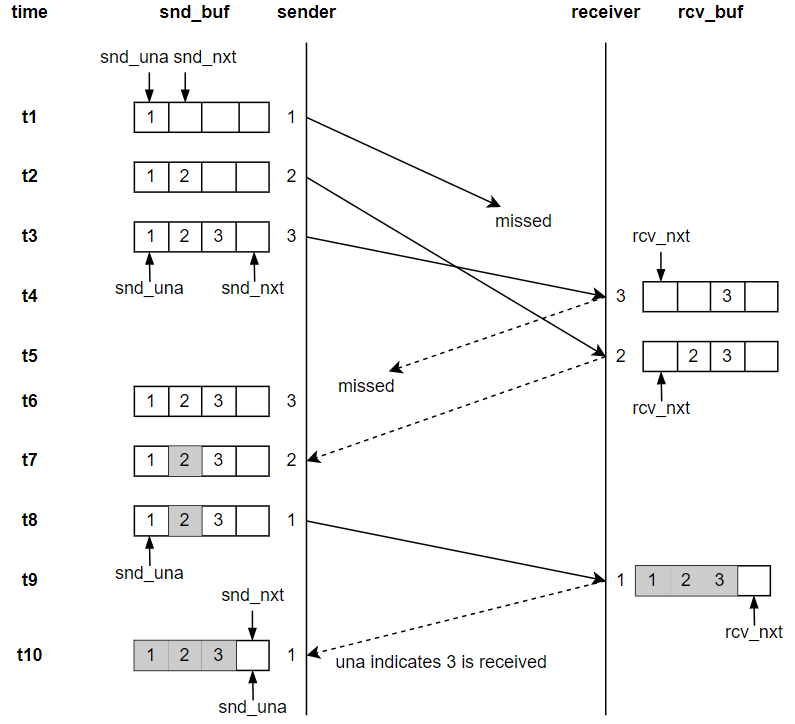 time snd_buf sender receiver rcv_buf
snd_una snd_nxt
t1 1 1
t2 1 2 2
missed
t3 1 2 3 3
rcv_nxt
snd_una snd_nxt
t4 3 3
t5 2 2 3
missed
rcv_nxt
t6 1 2 3 3
t7 1 2 3 2
t8 1 2 3 1
snd_una
t9 1 1 2 3
snd_nxt
rcv_nxt
t10 1 2 3 1 una indicates 3 is received
snd_una